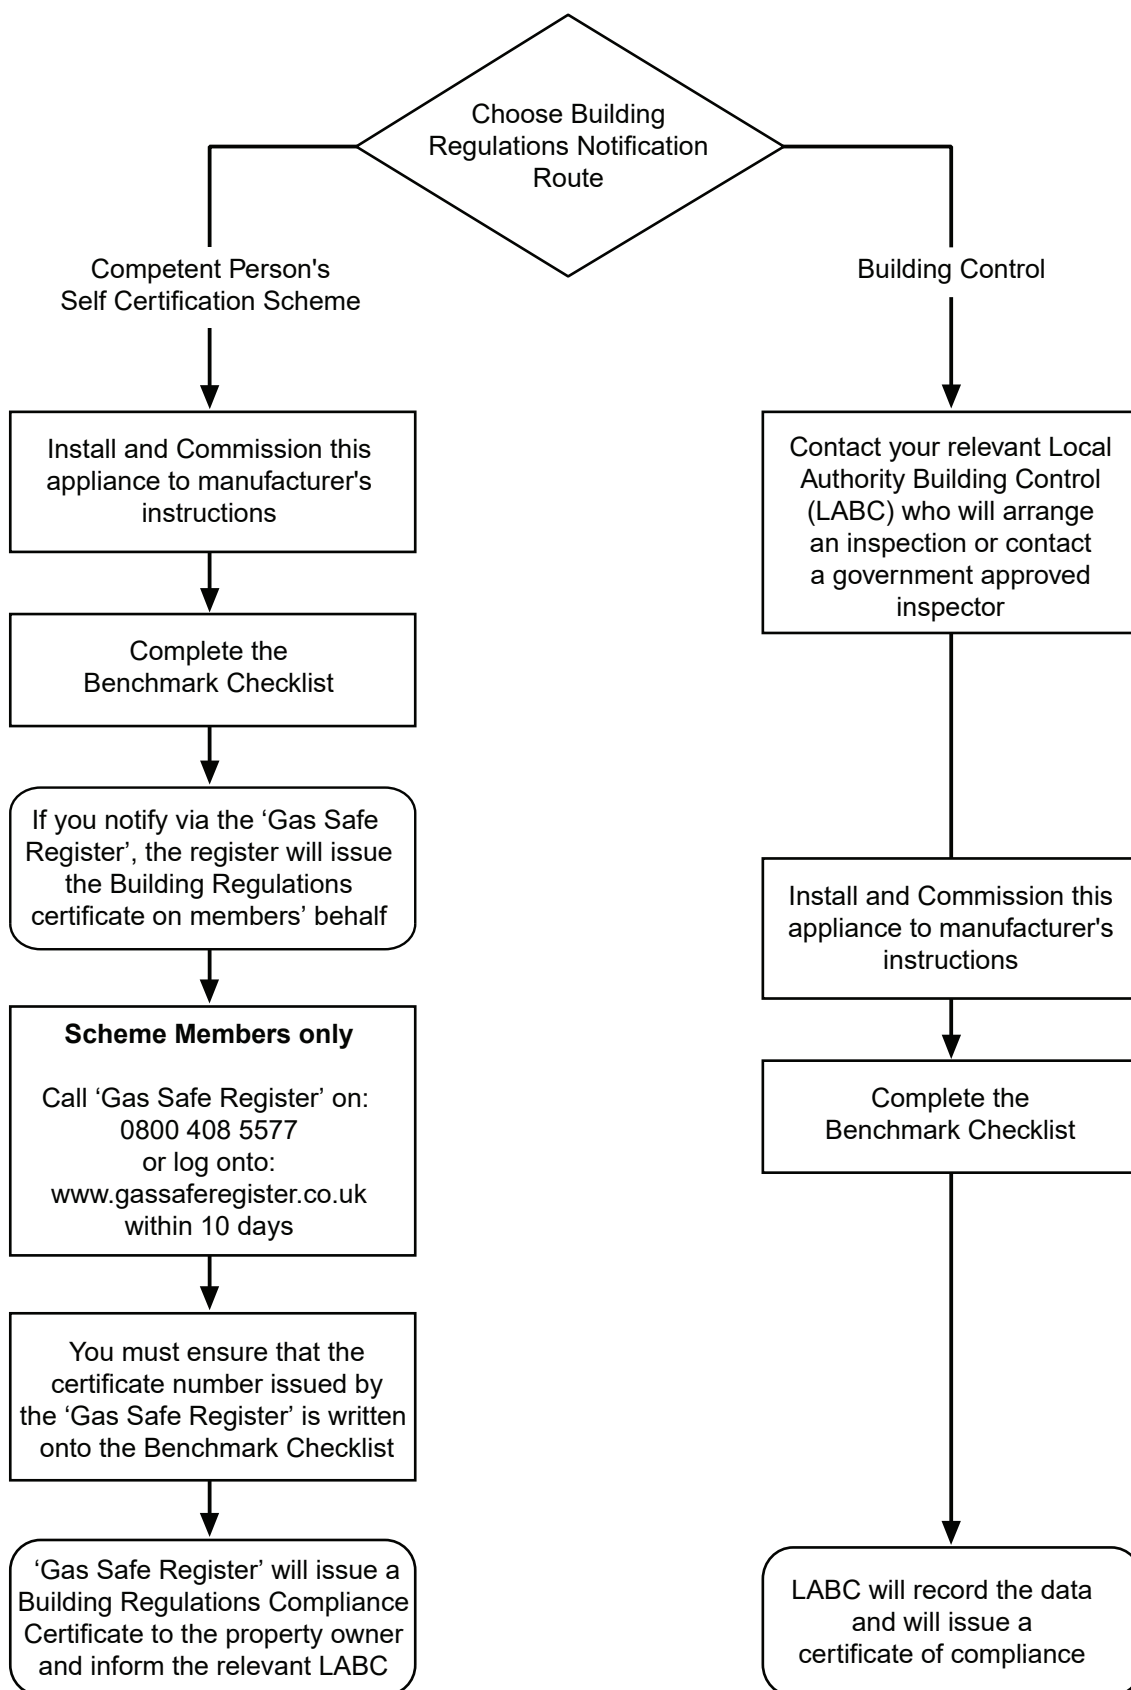 Choose Building
Regulations Notification
Route
Competent Person's
Self Certification Scheme
Building Control
Install and Commission this
appliance to manufacturer's
instructions
Contact your relevant Local
Authority Building Control
(LABC) who will arrange
an inspection or contact
a government approved
inspector
Complete the
Benchmark Checklist
If you notify via the ‘Gas Safe
Register’, the register will issue
the Building Regulations
certificate on members’ behalf
Install and Commission this
appliance to manufacturer's
instructions
Scheme Members only
Call ‘Gas Safe Register’ on:
0800 408 5577
or log onto:
www.gassaferegister.co.uk
within 10 days
Complete the
Benchmark Checklist
You must ensure that the
certificate number issued by
the ‘Gas Safe Register’ is written
onto the Benchmark Checklist
‘Gas Safe Register’ will issue a
Building Regulations Compliance
Certificate to the property owner
and inform the relevant LABC
LABC will record the data
and will issue a
certificate of compliance